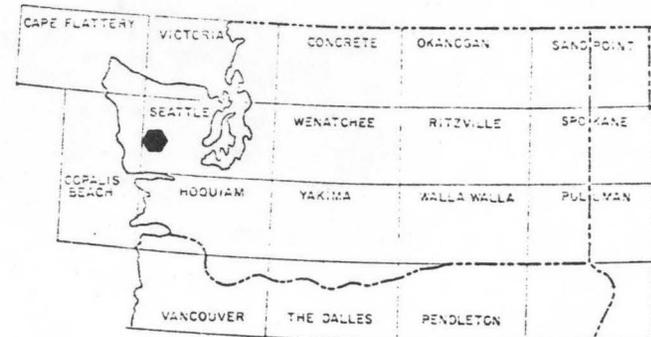 CAPE FLATTERY VICTORIA CONCRETE OKANOGAN SANDPOINT
SEATTLE WENATCHEE RITZVILLE SPOKANE
COPALIS
BEACH HOQUIAM YAKIMA WALLA WALLA PULLMAN
VANCOUVER THE DALLES PENDLETON